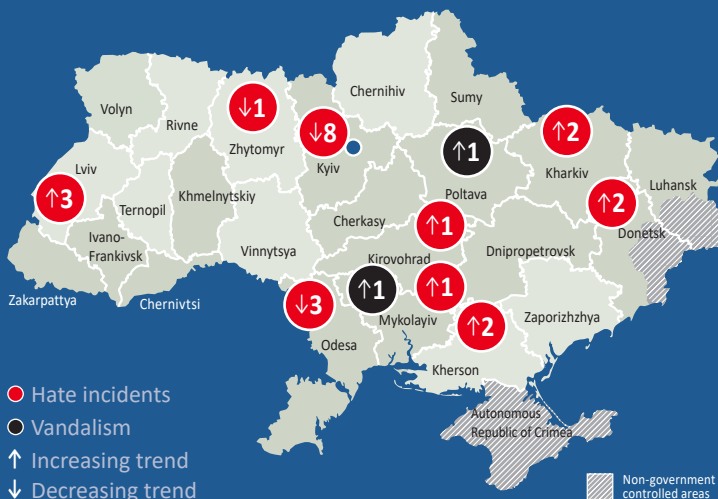 Chernihiv
Sumy
Volyn
Rivne
↓1
Zhytomyr
↓8
Kyiv
↑1
Poltava
↑2
Kharkiv
Lviv
↑3
Ternopil
Khmelnytskiy
Cherkasy
↑2
Luhansk
Donetsk
Ivano-
Frankivsk
Vinnytsya
↑1
Kirovohrad
Dnipropetrovsk
Zakarpattya
Chernivtsi
↓3
↑1
↑1
Mykolayiv
↑2
Zaporizhzhya
Odesa
Kherson
Autonomous
Republic of Crimea
Hate incidents
Vandalism
↑ Increasing trend
↓ Decreasing trend
Non-government
controlled areas